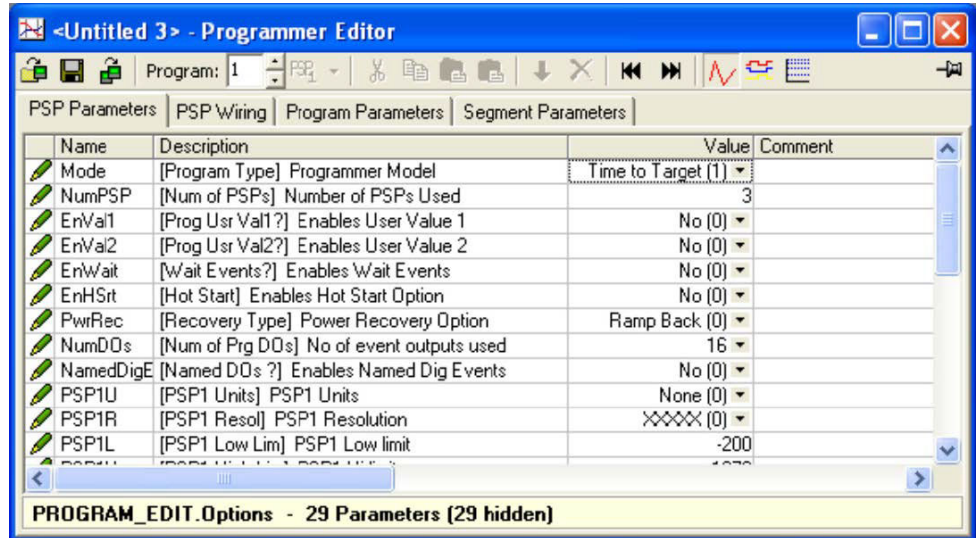 <Untitled 3> - Programmer Editor
Program: 1
PSP Parameters PSP Wiring Program Parameters Segment Parameters
Name Description Value Comment
Mode [Program Type] Programmer Model Time to Target (1)
NumPSP [Num of PSPs] Number of PSPs Used 3
EnVal1 [Prog Usr Val1?] Enables User Value 1 No (0)
EnVal2 [Prog Usr Val2?] Enables User Value 2 No (0)
EnWait [Wait Events?] Enables Wait Events No (0)
EnHSrt [Hot Start] Enables Hot Start Option No (0)
PwrRec [Recovery Type] Power Recovery Option Ramp Back (0)
NumDOs [Num of Prg DOs] No of event outputs used 16
NamedDigE [Named DOs ?] Enables Named Dig Events No (0)
PSP1U [PSP1 Units] PSP1 Units None (0)
PSP1R [PSP1 Resol] PSP1 Resolution XXXXX (0)
PSP1L [PSP1 Low Lim] PSP1 Low limit -200
PROGRAM_EDIT.Options - 29 Parameters (29 hidden)